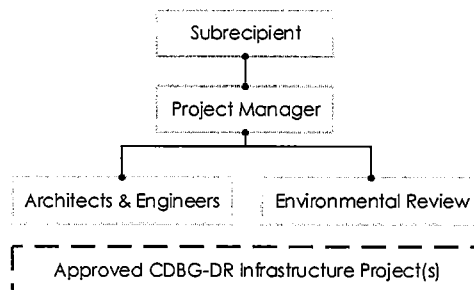 Subrecipient
Project Manager
Architects & Engineers
Environmental Review
Approved CDBG-DR Infrastructure Project(s)